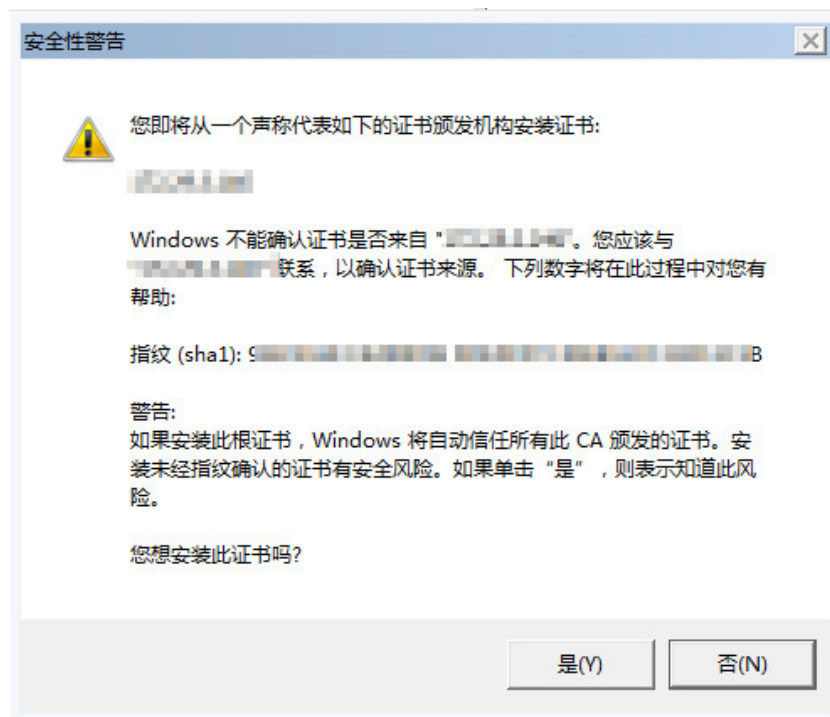 安全性警告
您即将从一个声称代表如下的证书颁发机构安装证书:
Windows 不能确认证书是否来自 "
"。您应该与
联系，以确认证书来源。 下列数字将在此过程中对您有
帮助:
指纹 (sha1): 9
B
警告:
如果安装此根证书，Windows 将自动信任所有此 CA 颁发的证书。安
装未经指纹确认的证书有安全风险。如果单击“是”，则表示知道此风
险。
您想安装此证书吗?
是(Y)
否(N)